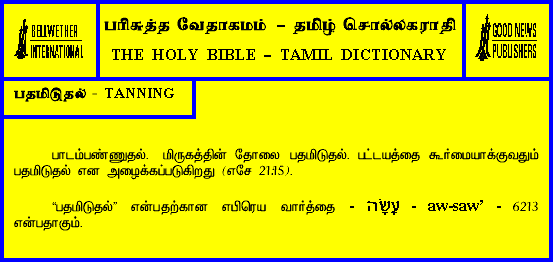 BELLWETHER
INTERNATIONAL
பரிசுத்த வேதாகமம் – தமிழ் சொல்லகராதி
THE HOLY BIBLE – TAMIL DICTIONARY
GOOD NEWS
PUBLISHERS
பதமிடுதல் - TANNING
பாடம்பண்ணுதல். மிருகத்தின் தோலை பதமிடுதல். பட்டயத்தை கூர்மையாக்குவதும்
பதமிடுதல் என அழைக்கப்படுகிறது (எசே 21:15).
“பதமிடுதல்” என்பதற்கான எபிரெய வார்த்தை - עָשָׂה - aw-saw’ - 6213
என்பதாகும்.